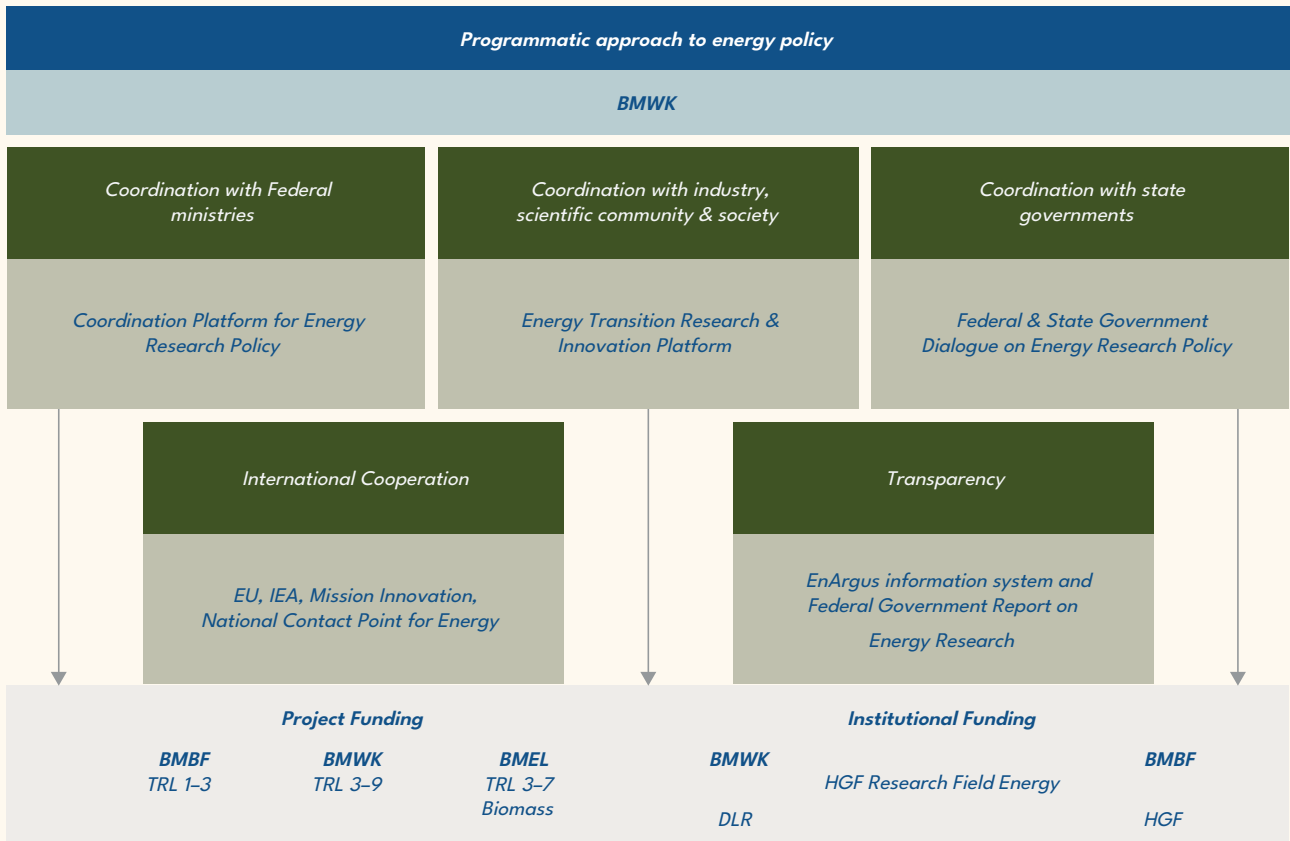 Programmatic approach to energy policy
BMWK
Coordination with Federal
ministries
Coordination with industry,
scientific community & society
Coordination with state
governments
Coordination Platform for Energy
Research Policy
Energy Transition Research &
Innovation Platform
Federal & State Government
Dialogue on Energy Research Policy
International Cooperation
Transparency
EU, IEA, Mission Innovation,
National Contact Point for Energy
EnArgus information system and
Federal Government Report on
Energy Research
Project Funding
BMBF
TRL 1–3
BMWK
TRL 3–9
BMEL
TRL 3–7
Biomass
Institutional Funding
BMWK
DLR
HGF Research Field Energy
BMBF
HGF